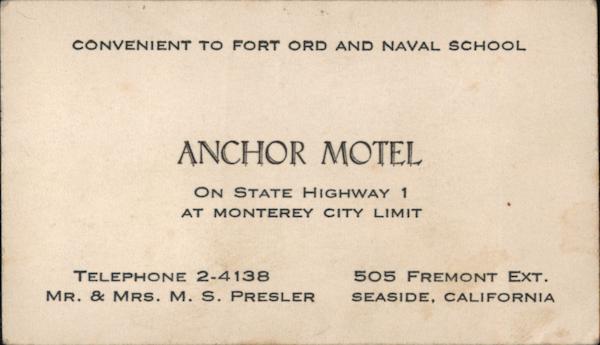 CONVENIENT TO FORT ORD AND NAVAL SCHOOL
ANCHOR MOTEL
ON STATE HIGHWAY 1
AT MONTEREY CITY LIMIT
TELEPHONE 2-4138
MR. & MRS. M. S. PRESLER
505 FREMONT EXT.
SEASIDE, CALIFORNIA